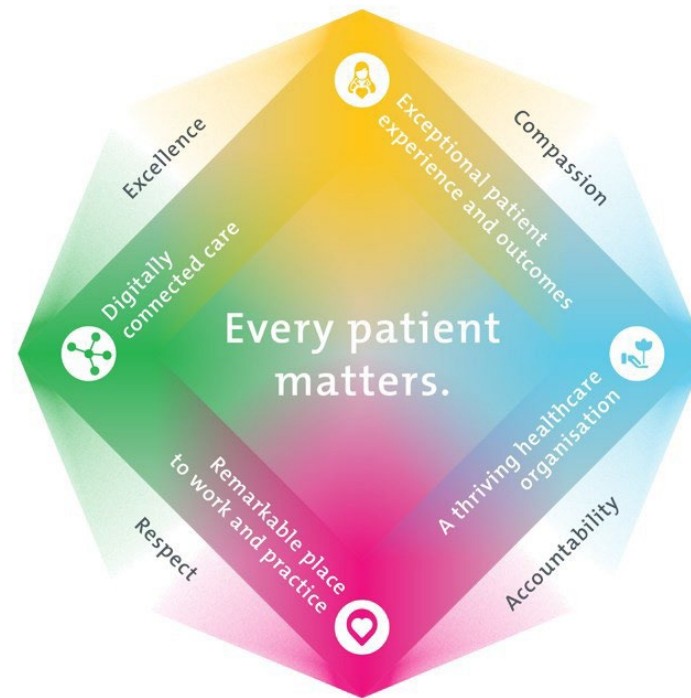 Excellence
Compassion
Exceptional patient
experience and outcomes
Digitally
connected care
Every patient
matters.
A thriving healthcare
organisation
Remarkable place
to work and practice
Respect
Accountability